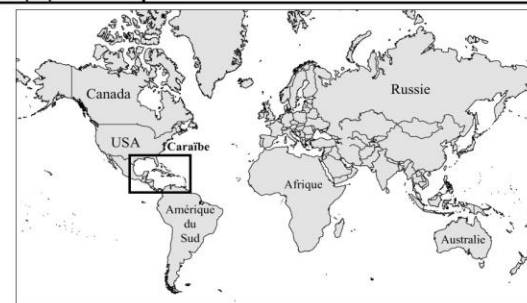 Canada
Russie
USA
Caraïbe
Afrique
Amérique
du
Sud
Australie